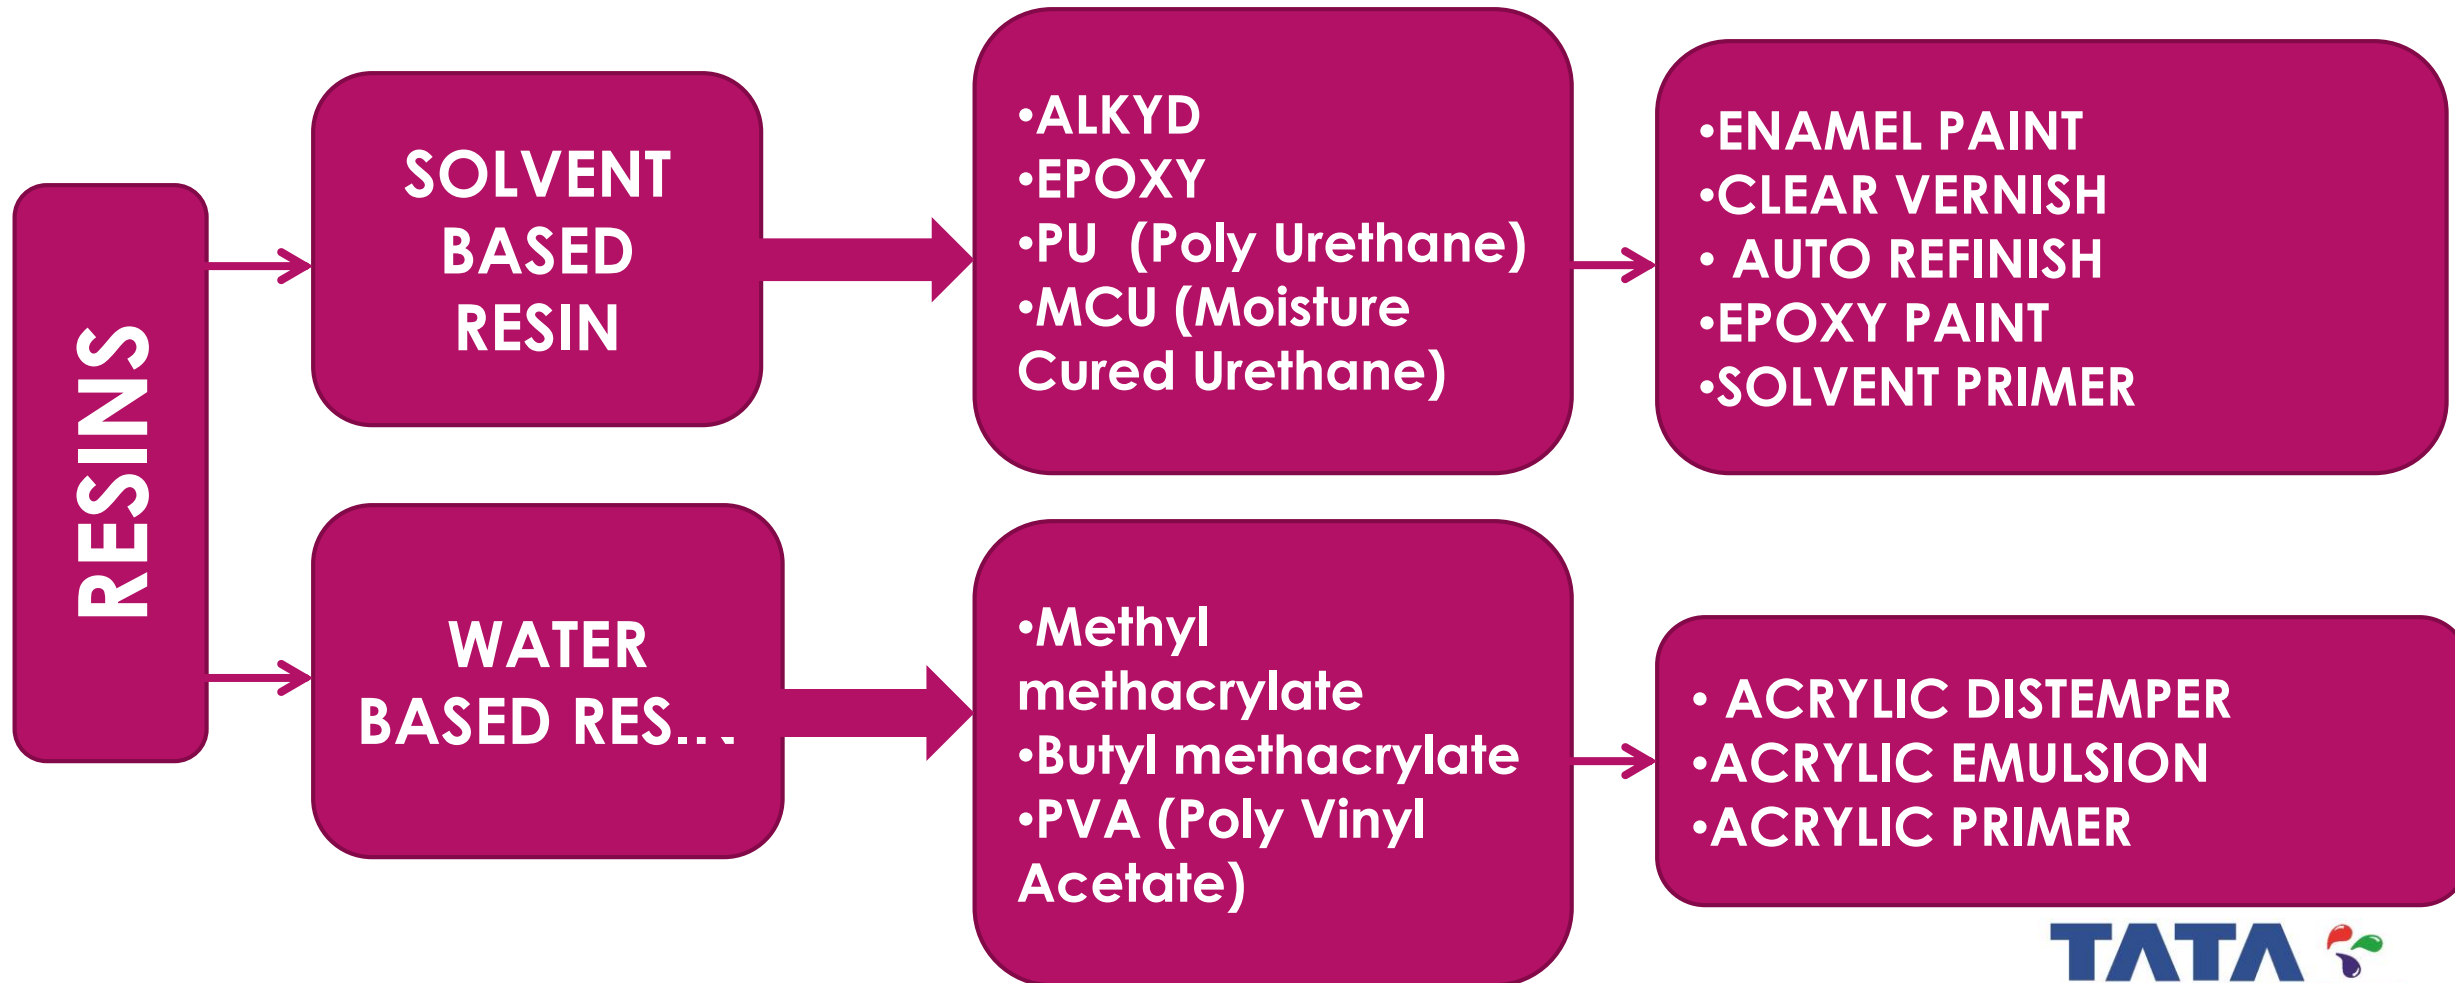 RESINS
SOLVENT
BASED
RESIN
•ALKYD
•EPOXY
•PU (Poly Urethane)
•MCU (Moisture
Cured Urethane)
•ENAMEL PAINT
•CLEAR VERNISH
• AUTO REFINISH
•EPOXY PAINT
•SOLVENT PRIMER
WATER
BASED
•Methyl
methacrylate
•Butyl methacrylate
•PVA (Poly Vinyl
Acetate)
• ACRYLIC DISTEMPER
•ACRYLIC EMULSION
•ACRYLIC PRIMER
TATA